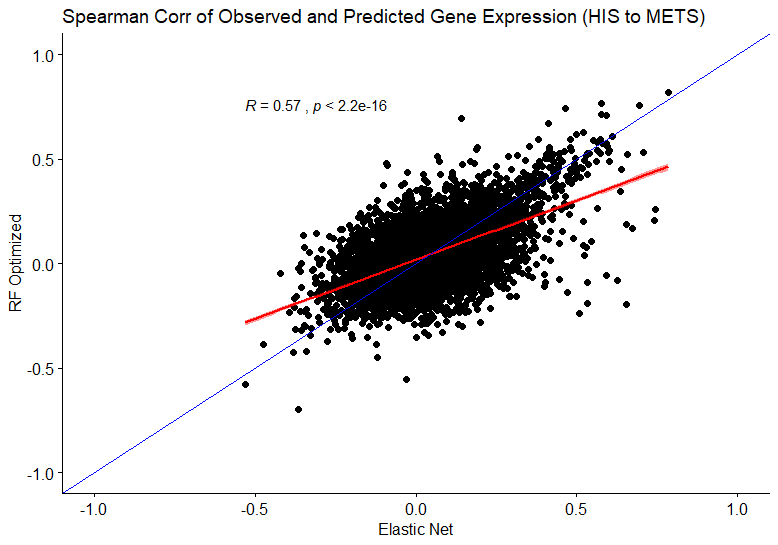 Spearman Corr of Observed and Predicted Gene Expression (HIS to METS)
R = 0.57 , p < 2.2e-16
1.0
0.5
0.0
-0.5
-1.0
RF Optimized
-1.0 -0.5 0.0 0.5 1.0
Elastic Net